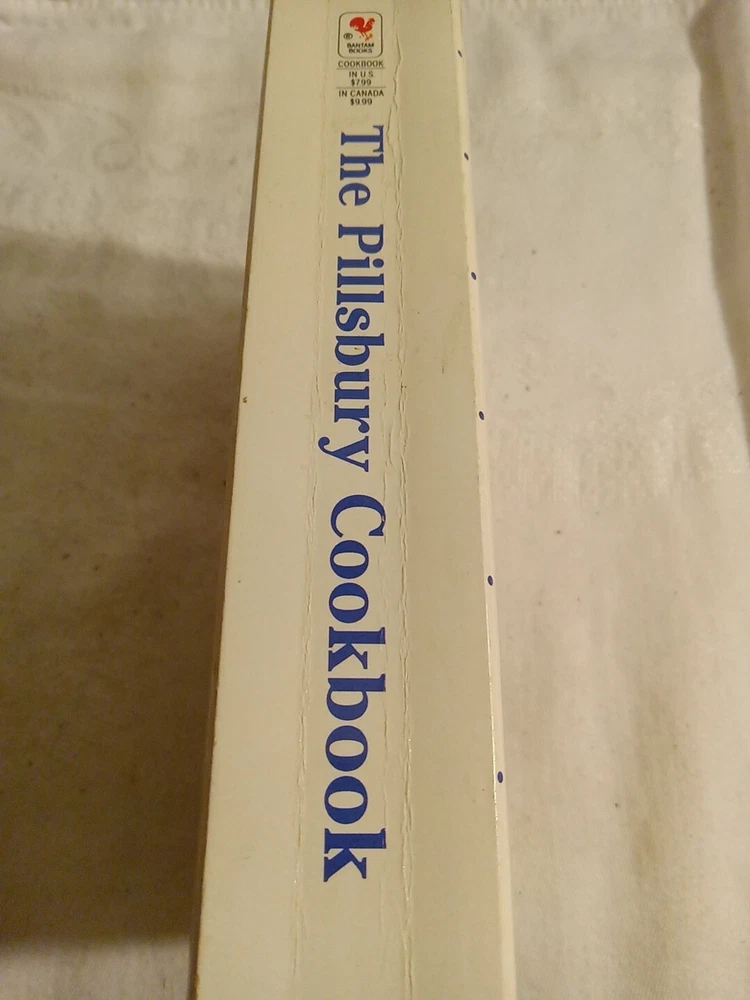 ®
BANTAM
BOOKS
COOKBOOK
IN U.S.
$7.99
IN CANADA
$9.99
The Pillsbury Cookbook